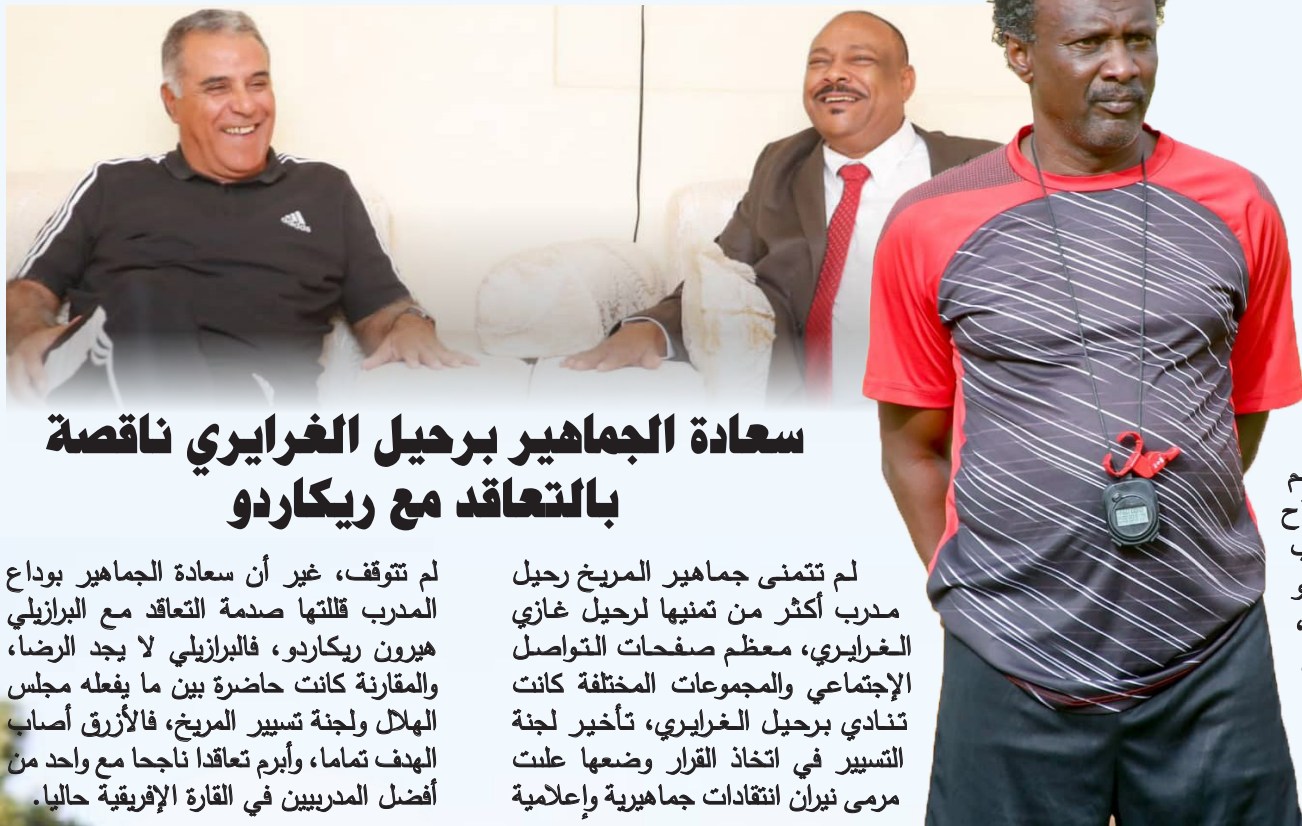 سعادة الجماهير برحيل الغرايري ناقصة
بالتعاقد مع ريكاردو
لم تتمنى جماهير المريخ رحيل
مدرب أكثر من تمنيها لرحيل غازي
الغرايري، معظم صفحات التواصل
الإجتماعي والمجموعات المختلفة كانت
تنادي برحيل الغرايري، تأخير لجنة
التسيير في اتخاذ القرار وضعها علىت
مرمى نيران انتقادات جماهيرية وإعلامية
لم تتوقف، غير أن سعادة الجماهير بوداع
المدرب قللتها صدمة التعاقد مع البرازيلي
هيرون ريكاردو، فالبرازيلي لا يجد الرضا،
والمقارنة كانت حاضرة بين ما يفعله مجلس
الهلال ولجنة تسيير المريخ، فالأزرق أصاب
الهدف تماما، وأبرم تعاقدا ناجحا مع واحد من
أفضل المدربيين في القارة الإفريقية حاليا.
adidas